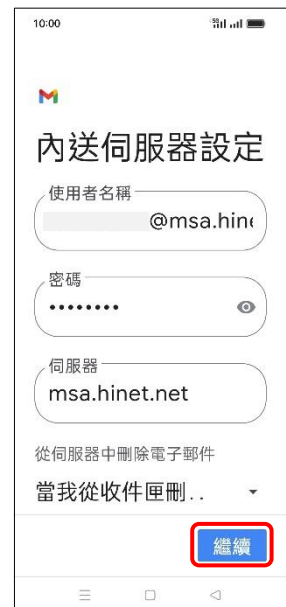 10:00
內送伺服器設定
使用者名稱
@msa.hine
密碼
••••••••
伺服器
msa.hinet.net
從伺服器中刪除電子郵件
當我從收件匣刪..
繼續